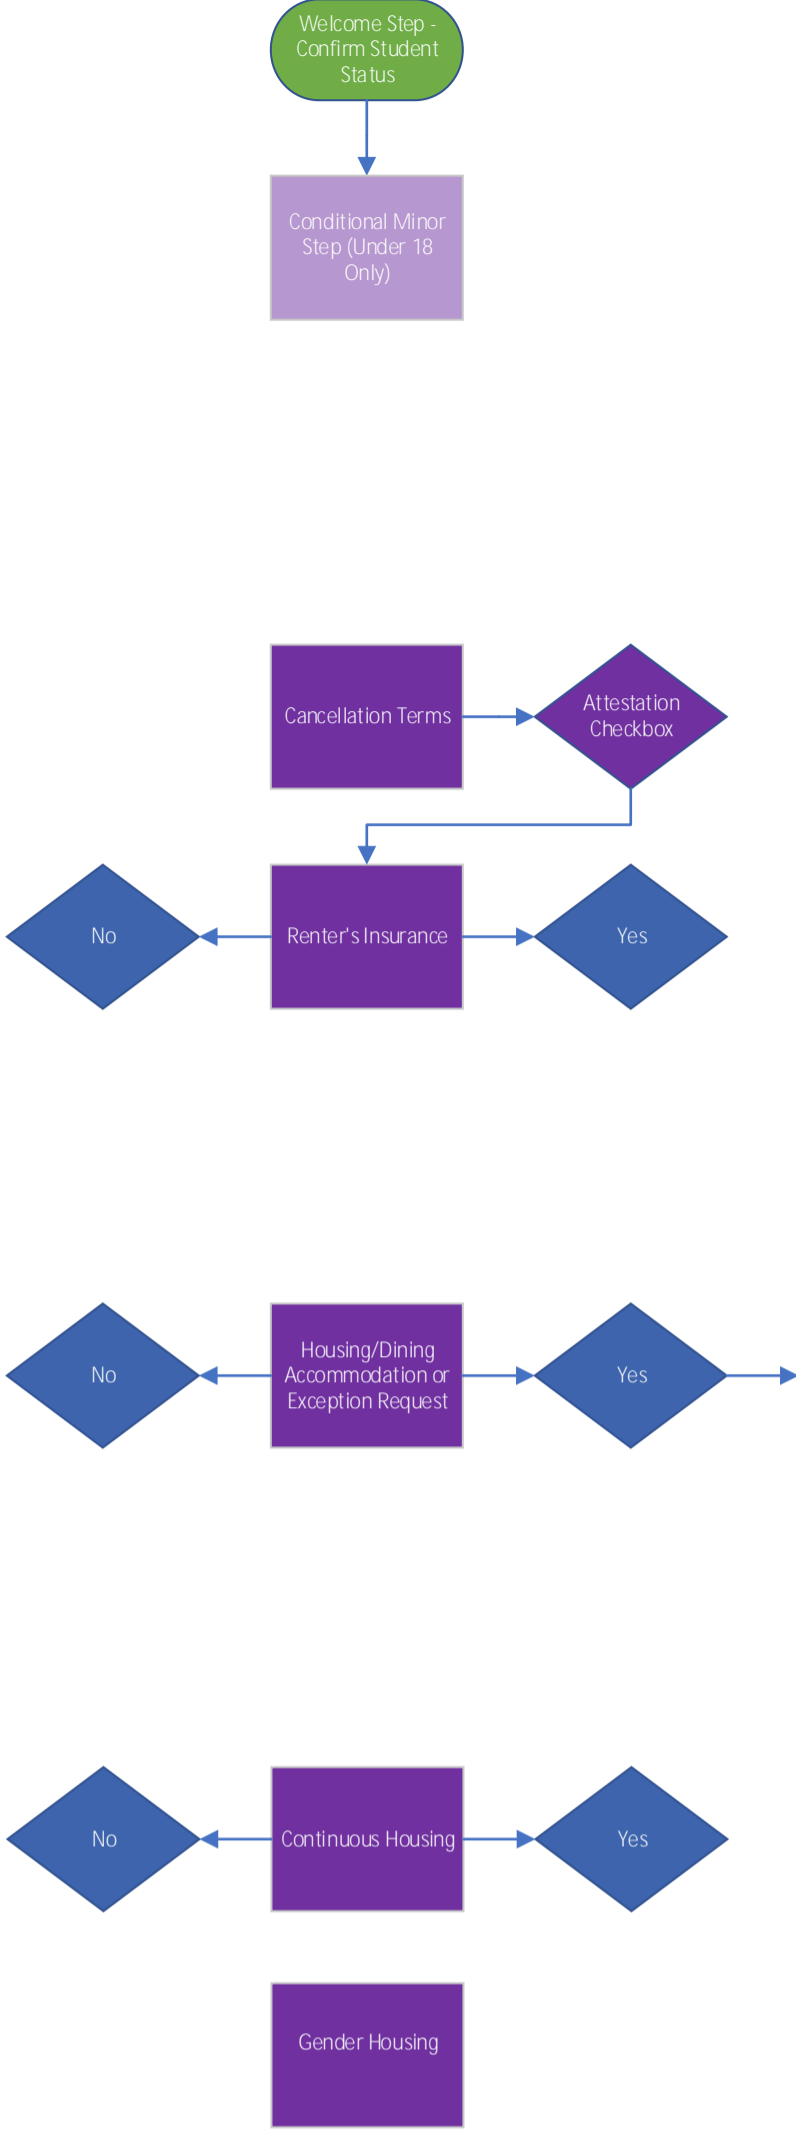 Welcome Step -
Confirm Student
Status
Conditional Minor
Step (Under 18
Only)
Cancellation Terms
Attestation
Checkbox
No
Renter's Insurance
Yes
No
Housing/Dining
Accommodation or
Exception Request
Yes
No
Continuous Housing
Yes
Gender Housing